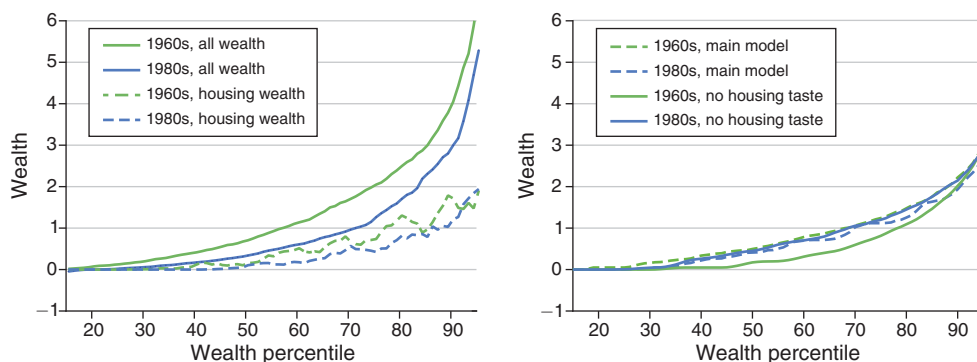 6
5
4
3
2
1
0
−1
Wealth
1960s, all wealth
1980s, all wealth
1960s, housing wealth
1980s, housing wealth
20 30 40 50 60 70 80 90
Wealth percentile
6
5
4
3
2
1
0
−1
Wealth
1960s, main model
1980s, main model
1960s, no housing taste
1980s, no housing taste
20 30 40 50 60 70 80 90
Wealth percentile